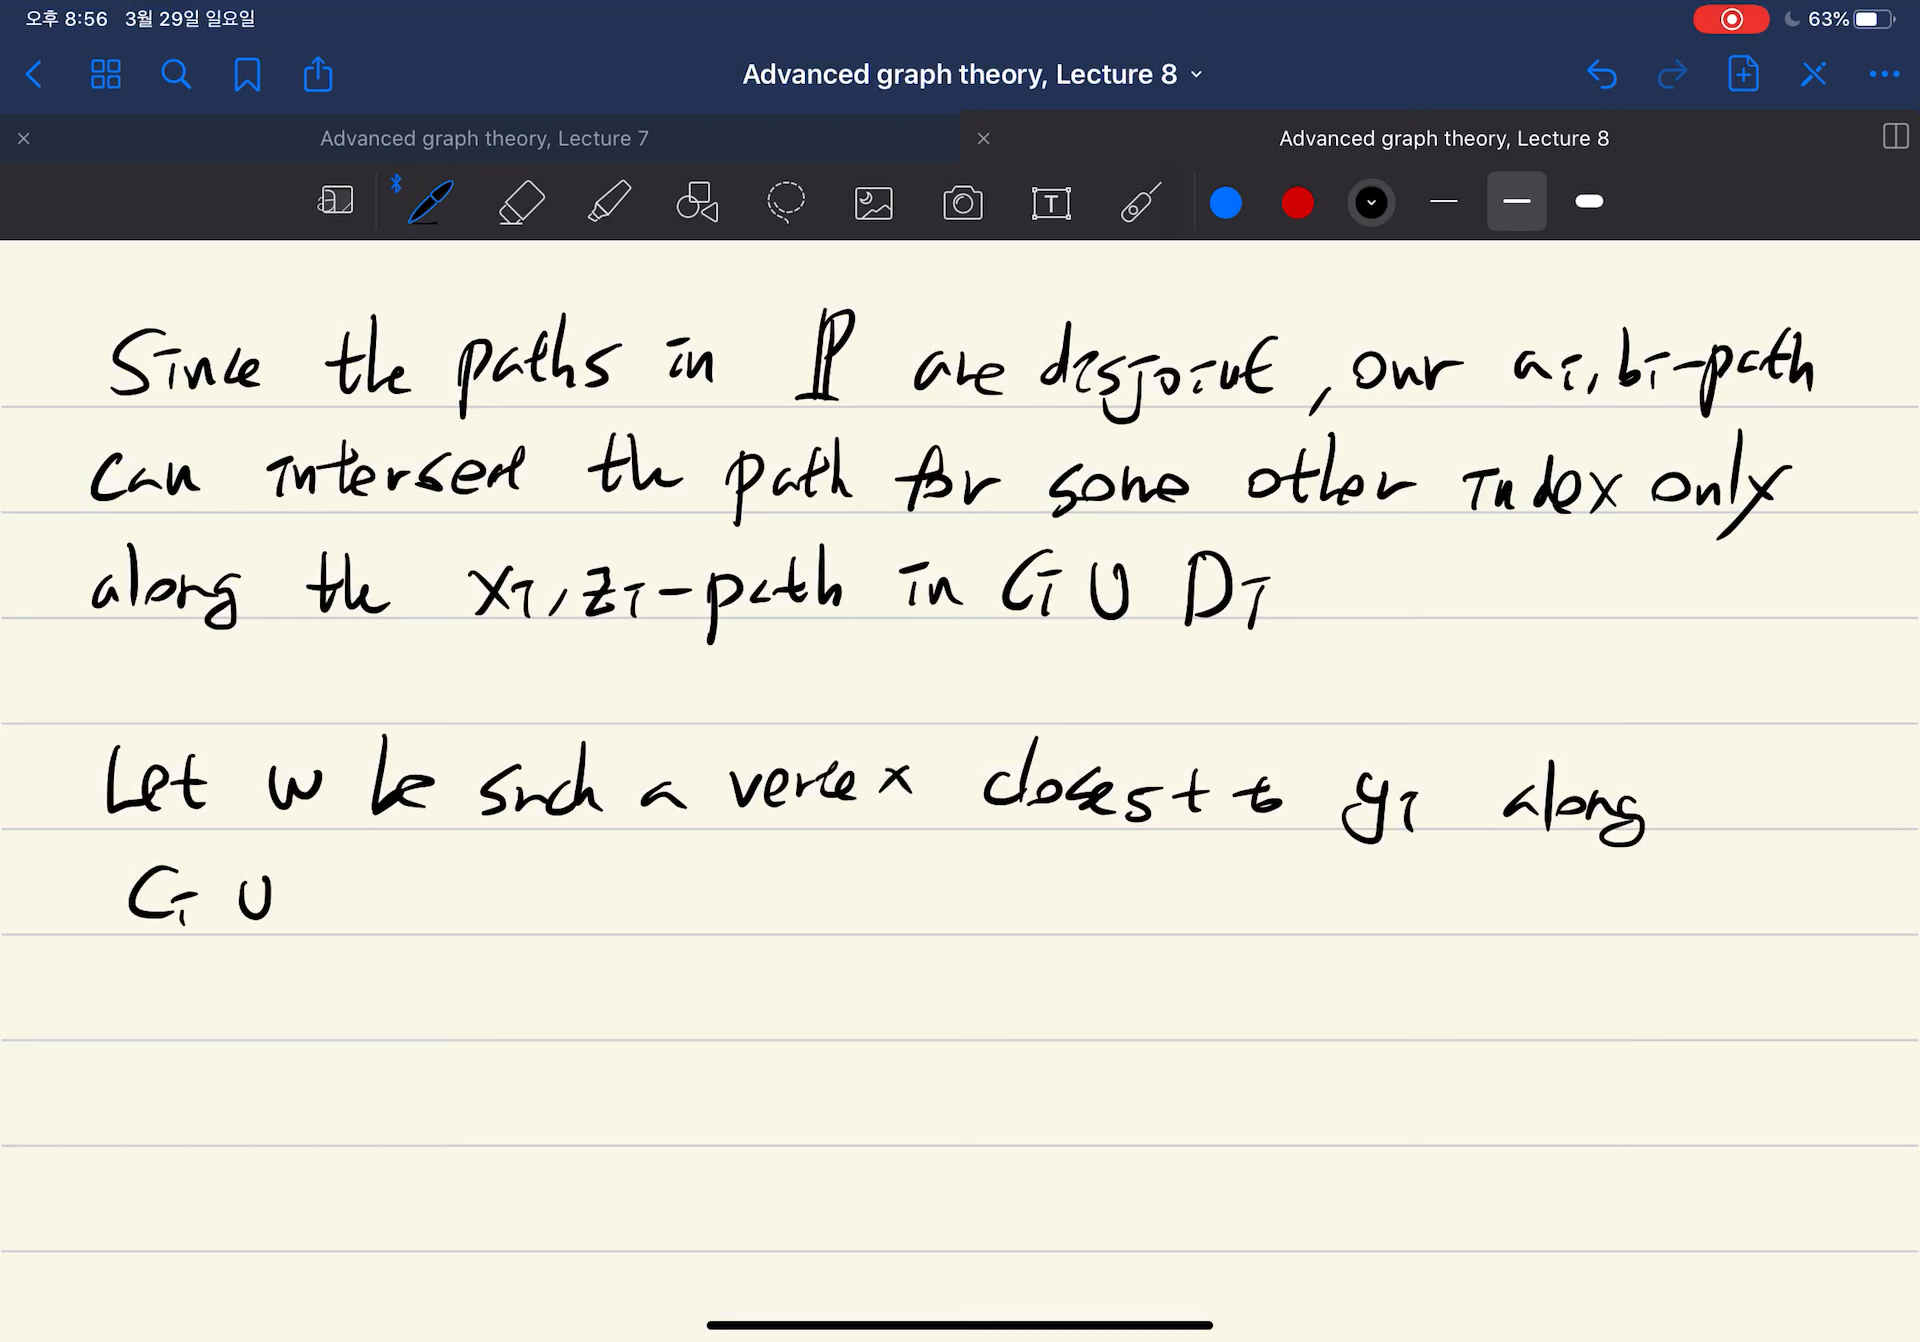 오후 8:56 3월 29일 일요일 63%
Advanced graph theory, Lecture 8
Advanced graph theory, Lecture 7 Advanced graph theory, Lecture 8
Since the paths in ℙ are disjoint, our aᵢ, bᵢ-path
can intersect the path for some other index only
along the xᵢ, zᵢ-path in Cᵢ ∪ Dᵢ
Let w be such a vertex closest to yᵢ along
Cᵢ ∪